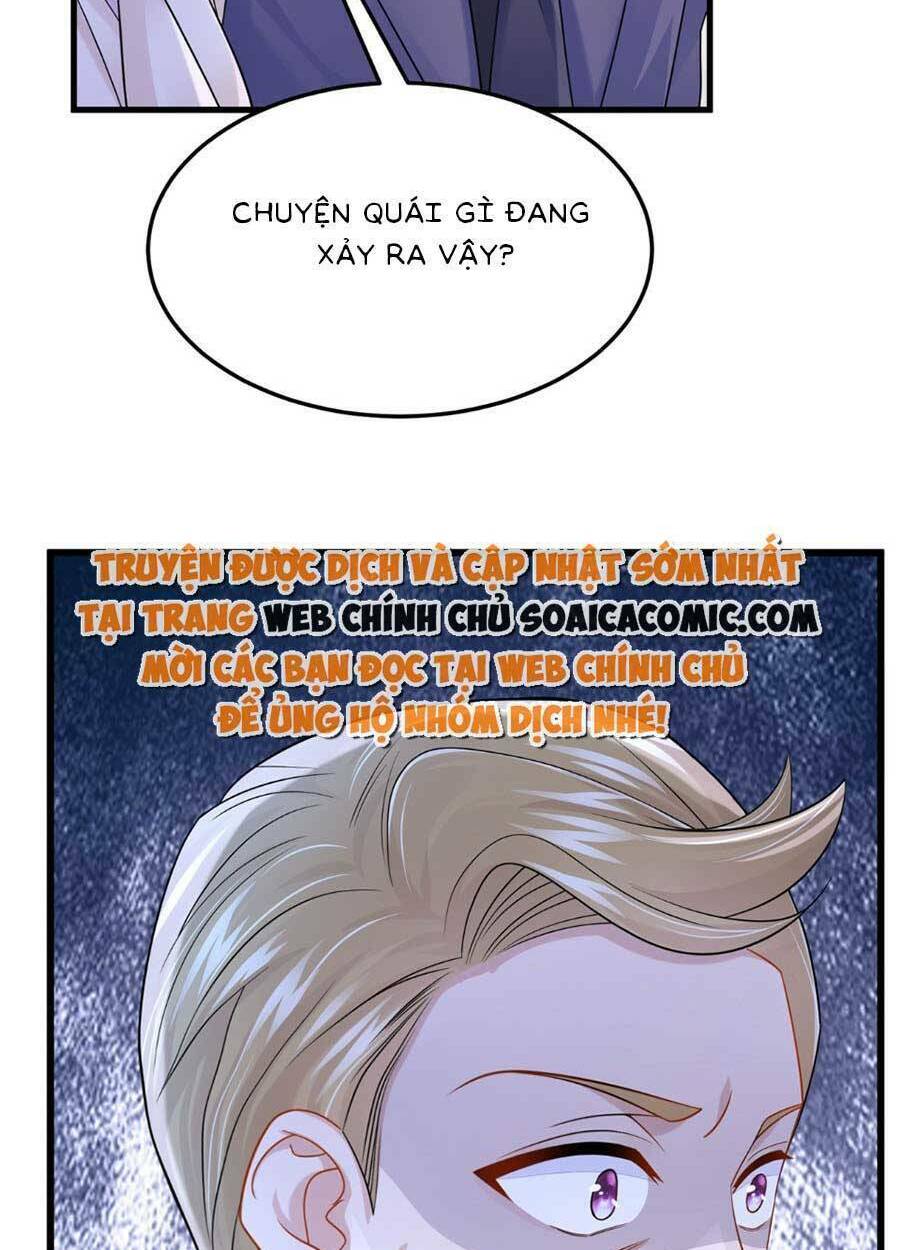 CHUYỆN QUÁI GÌ ĐANG
XẢY RA VẬY?
TRUYỆN ĐƯỢC DỊCH VÀ CẬP NHẬT SỚM NHẤT
TẠI TRANG WEB CHÍNH CHỦ SOAICACOMIC.COM
MỜI CÁC BẠN ĐỌC TẠI WEB CHÍNH CHỦ
ĐỂ ỦNG HỘ NHÓM DỊCH NHÉ!